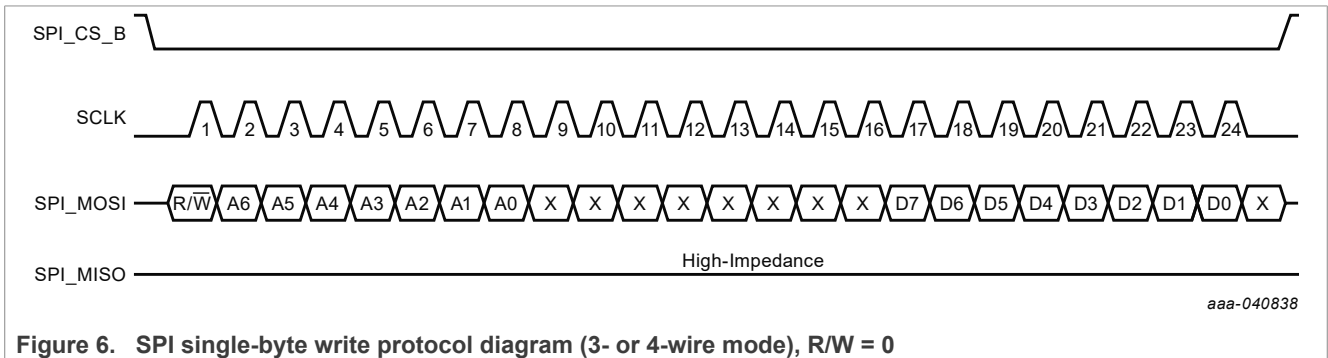 SPI_CS_B
SCLK
1 2 3 4 5 6 7 8 9 10 11 12 13 14 15 16 17 18 19 20 21 22 23 24
SPI_MOSI
R/W̅ A6 A5 A4 A3 A2 A1 A0 X X X X X X X X D7 D6 D5 D4 D3 D2 D1 D0 X
SPI_MISO
High-Impedance
aaa-040838
Figure 6. SPI single-byte write protocol diagram (3- or 4-wire mode), R/W = 0